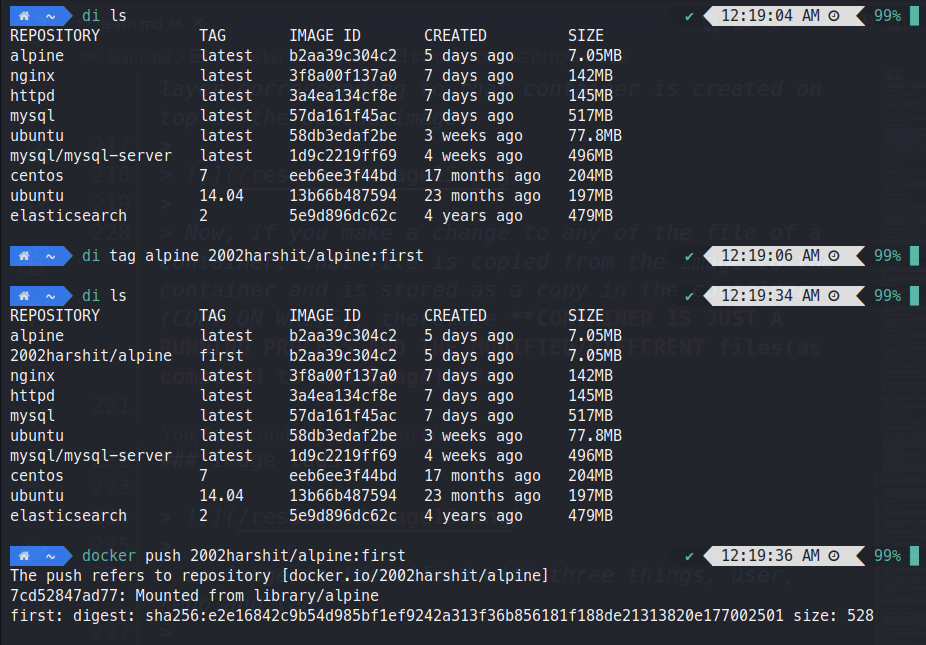 ~ di ls ✔ 12:19:04 AM 99%
REPOSITORY TAG IMAGE ID CREATED SIZE
alpine latest b2aa39c304c2 5 days ago 7.05MB
nginx latest 3f8a00f137a0 7 days ago 142MB
httpd latest 3a4ea134cf8e 7 days ago 145MB
mysql latest 57da161f45ac 7 days ago 517MB
ubuntu latest 58db3edaf2be 3 weeks ago 77.8MB
mysql/mysql-server latest 1d9c2219ff69 4 weeks ago 496MB
centos 7 eeb6ee3f44bd 17 months ago 204MB
ubuntu 14.04 13b66b487594 23 months ago 197MB
elasticsearch 2 5e9d896dc62c 4 years ago 479MB
~ di tag alpine 2002harshit/alpine:first ✔ 12:19:06 AM 99%
~ di ls ✔ 12:19:34 AM 99%
REPOSITORY TAG IMAGE ID CREATED SIZE
alpine latest b2aa39c304c2 5 days ago 7.05MB
2002harshit/alpine first b2aa39c304c2 5 days ago 7.05MB
nginx latest 3f8a00f137a0 7 days ago 142MB
httpd latest 3a4ea134cf8e 7 days ago 145MB
mysql latest 57da161f45ac 7 days ago 517MB
ubuntu latest 58db3edaf2be 3 weeks ago 77.8MB
mysql/mysql-server latest 1d9c2219ff69 4 weeks ago 496MB
centos 7 eeb6ee3f44bd 17 months ago 204MB
ubuntu 14.04 13b66b487594 23 months ago 197MB
elasticsearch 2 5e9d896dc62c 4 years ago 479MB
~ docker push 2002harshit/alpine:first ✔ 12:19:36 AM 99%
The push refers to repository [docker.io/2002harshit/alpine]
7cd52847ad77: Mounted from library/alpine
first: digest: sha256:e2e16842c9b54d985bf1ef9242a313f36b856181f188de21313820e177002501 size: 528